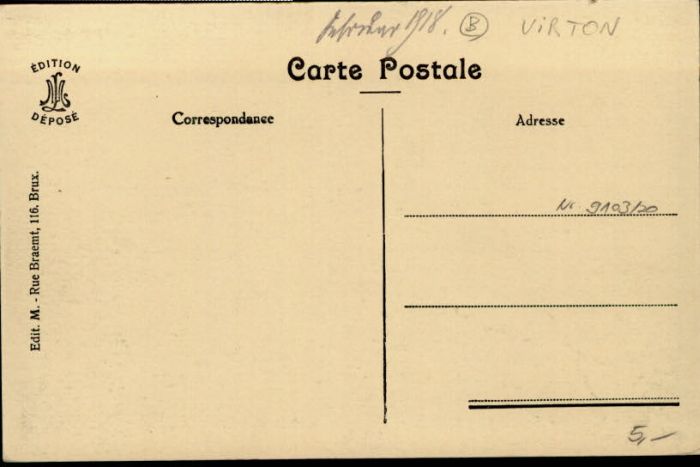 Februar 1918. B VIRTON
Carte Postale
ÉDITION
DÉPOSÉ
Correspondance
Adresse
Edit. M. - Rue Braemt, 116. Brux.
Nr. 9103/20
5,-